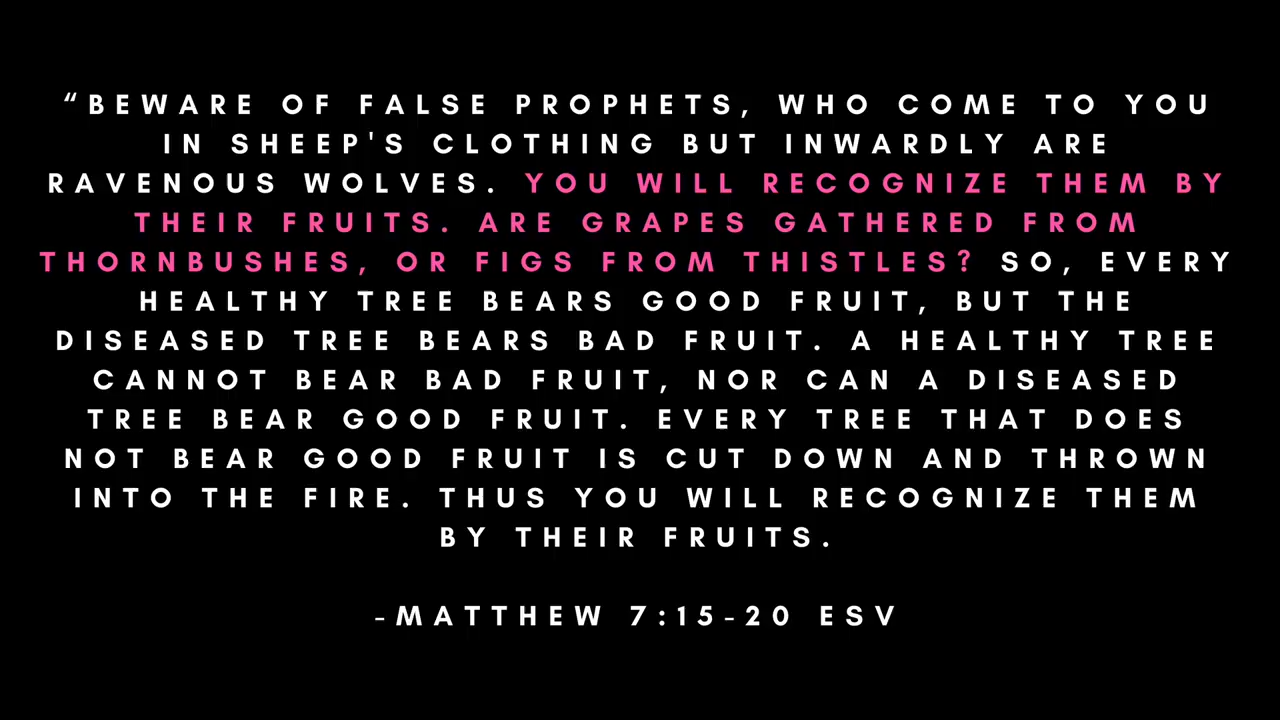 “BEWARE OF FALSE PROPHETS, WHO COME TO YOU
IN SHEEP'S CLOTHING BUT INWARDLY ARE
RAVENOUS WOLVES. YOU WILL RECOGNIZE THEM BY
THEIR FRUITS. ARE GRAPES GATHERED FROM
THORNBUSHES, OR FIGS FROM THISTLES? SO, EVERY
HEALTHY TREE BEARS GOOD FRUIT, BUT THE
DISEASED TREE BEARS BAD FRUIT. A HEALTHY TREE
CANNOT BEAR BAD FRUIT, NOR CAN A DISEASED
TREE BEAR GOOD FRUIT. EVERY TREE THAT DOES
NOT BEAR GOOD FRUIT IS CUT DOWN AND THROWN
INTO THE FIRE. THUS YOU WILL RECOGNIZE THEM
BY THEIR FRUITS.
-MATTHEW 7:15-20 ESV